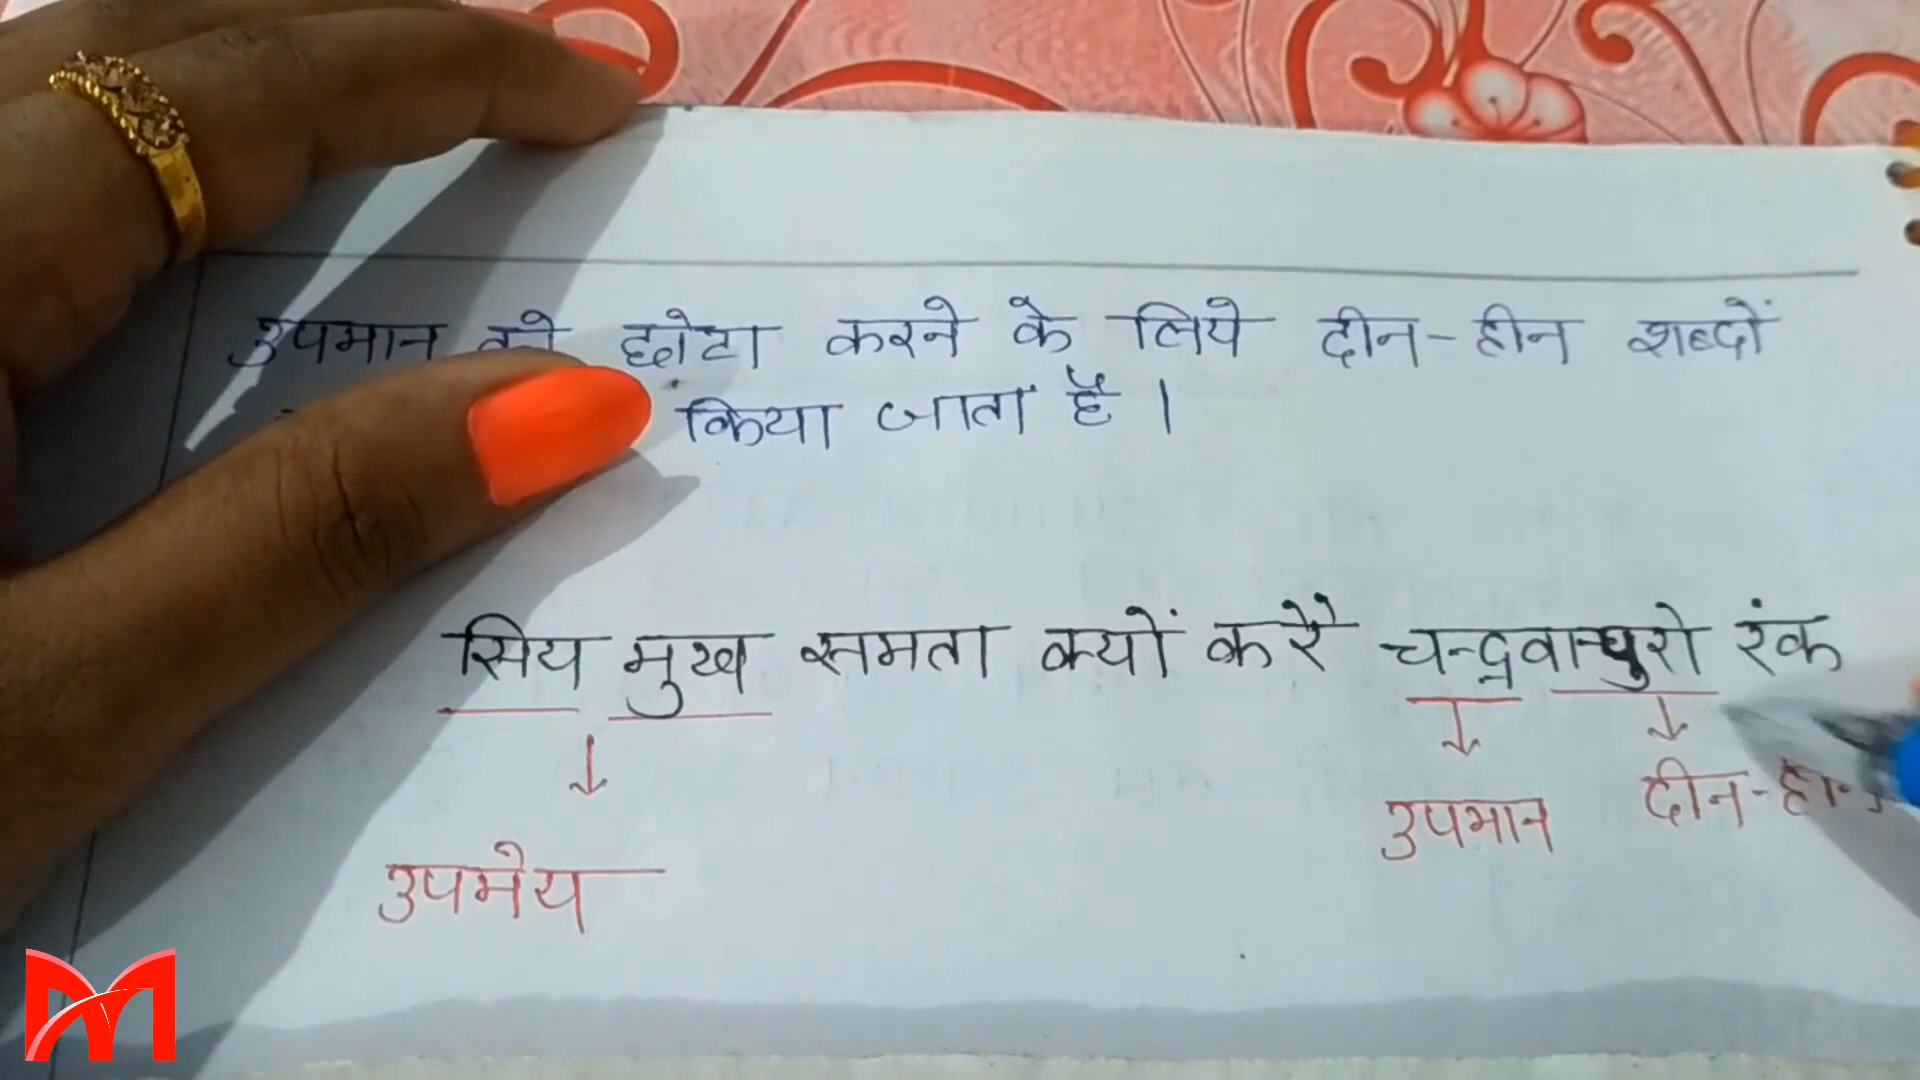 उपमान को छोटा करने के लिये दीन-हीन शब्दों
किया जाता है।
सिय मुख समता क्यों करै चन्द्रवापुरो रंक
उपमान दीन-
उपमेय